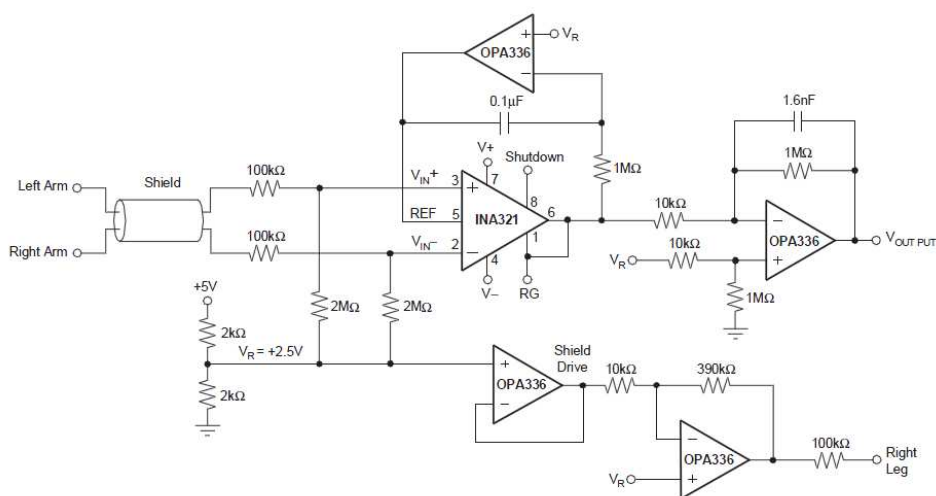 OPA336
+
−
V_R
0.1μF
1.6nF
V+
Shutdown
1MΩ
1MΩ
100kΩ
V_IN+
3
7
8
Left Arm
Shield
+
INA321
6
10kΩ
−
REF
5
OPA336
V_OUT PUT
Right Arm
100kΩ
V_IN−
2
−
1
10kΩ
V_R
+
4
V−
RG
1MΩ
+5V
2MΩ
2MΩ
2kΩ
V_R = +2.5V
Shield
Drive
10kΩ
390kΩ
+
OPA336
−
2kΩ
−
OPA336
100kΩ
Right
Leg
V_R
+